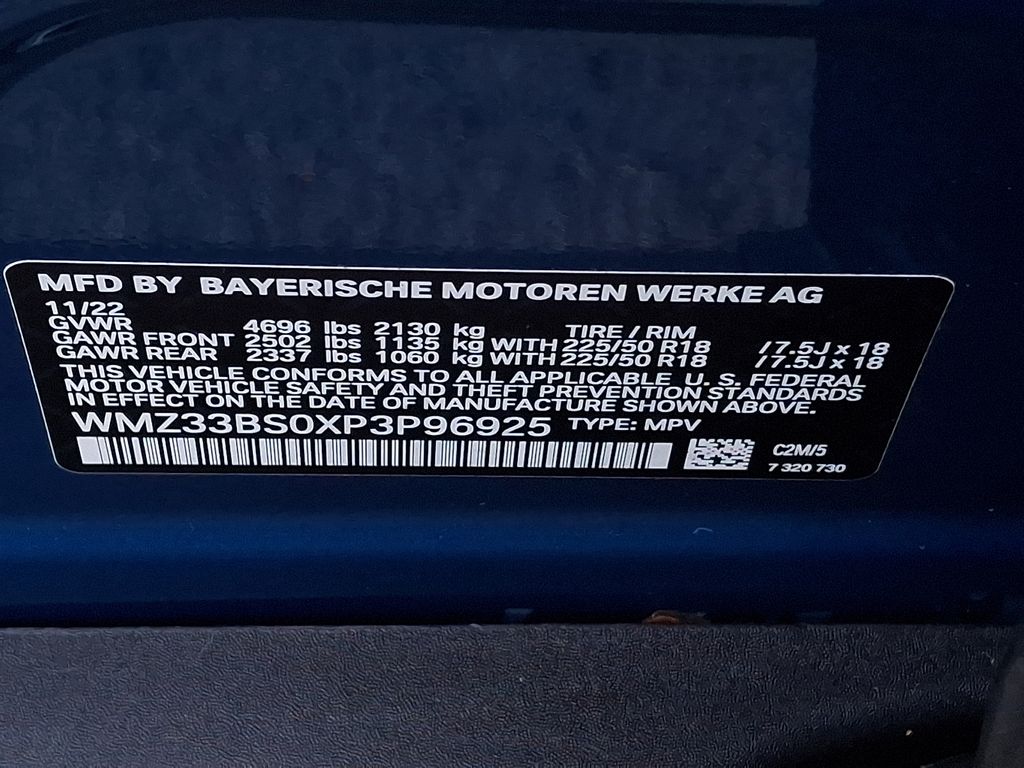 MFD BY BAYERISCHE MOTOREN WERKE AG
11/22
GVWR 4696 lbs 2130 kg TIRE / RIM
GAWR FRONT 2502 lbs 1135 kg WITH 225/50 R18 / 7.5J x 18
GAWR REAR 2337 lbs 1060 kg WITH 225/50 R18 / 7.5J x 18
THIS VEHICLE CONFORMS TO ALL APPLICABLE U. S. FEDERAL
MOTOR VEHICLE SAFETY AND THEFT PREVENTION STANDARDS
IN EFFECT ON THE DATE OF MANUFACTURE SHOWN ABOVE.
WMZ33BS0XP3P96925 TYPE: MPV
C2M/5
7 320 730